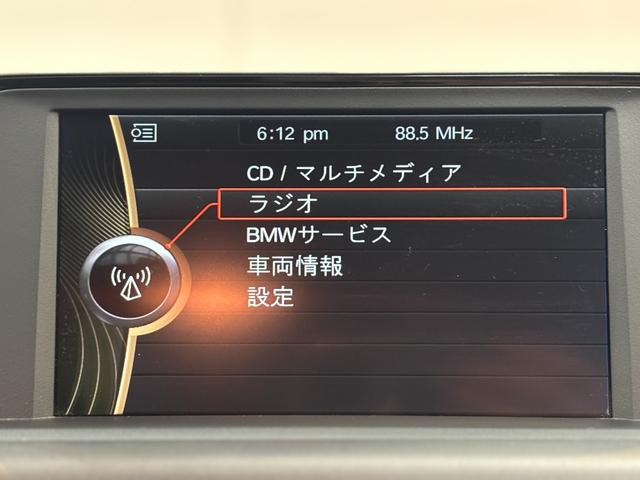 6:12 pm 88.5 MHz
CD / マルチメディア
ラジオ
BMWサービス
車両情報
設定